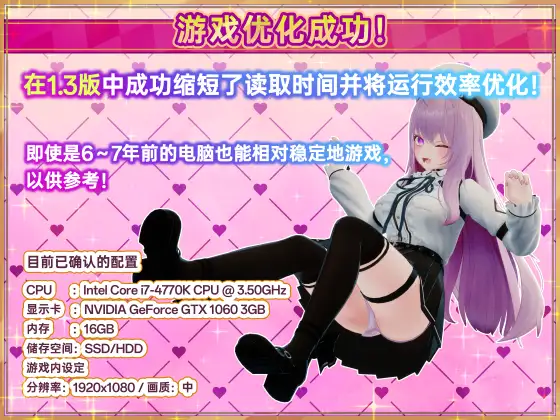 游戏优化成功！
在1.3版中成功缩短了读取时间并将运行效率优化！
即使是6～7年前的电脑也能相对稳定地游戏，
以供参考！
目前已确认的配置
CPU ：Intel Core i7-4770K CPU @ 3.50GHz
显示卡：NVIDIA GeForce GTX 1060 3GB
内存 ：16GB
储存空间：SSD/HDD
游戏内设定
分辨率：1920x1080 / 画质：中